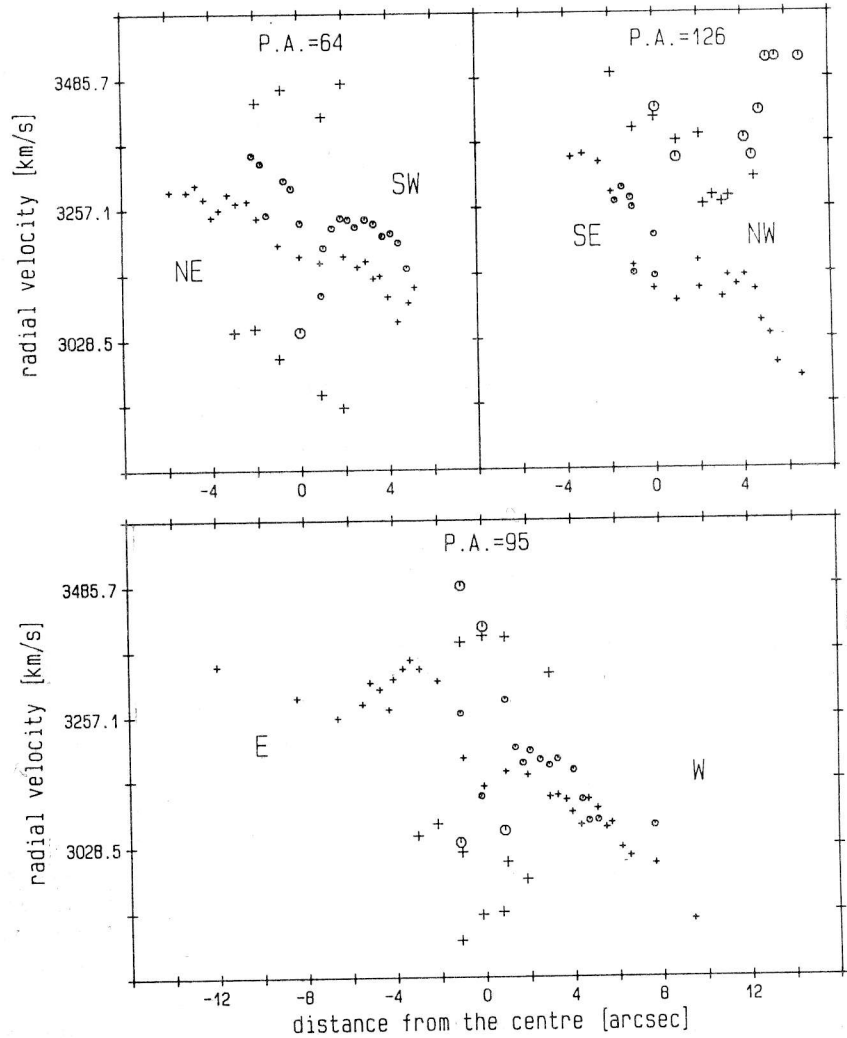 P.A.=64
P.A.=126
radial velocity [km/s]
3485.7
3257.1
3028.5
NE
SW
SE
NW
-4 0 4
-4 0 4
P.A.=95
radial velocity [km/s]
3485.7
3257.1
3028.5
E
W
-12 -8 -4 0 4 8 12
distance from the centre [arcsec]